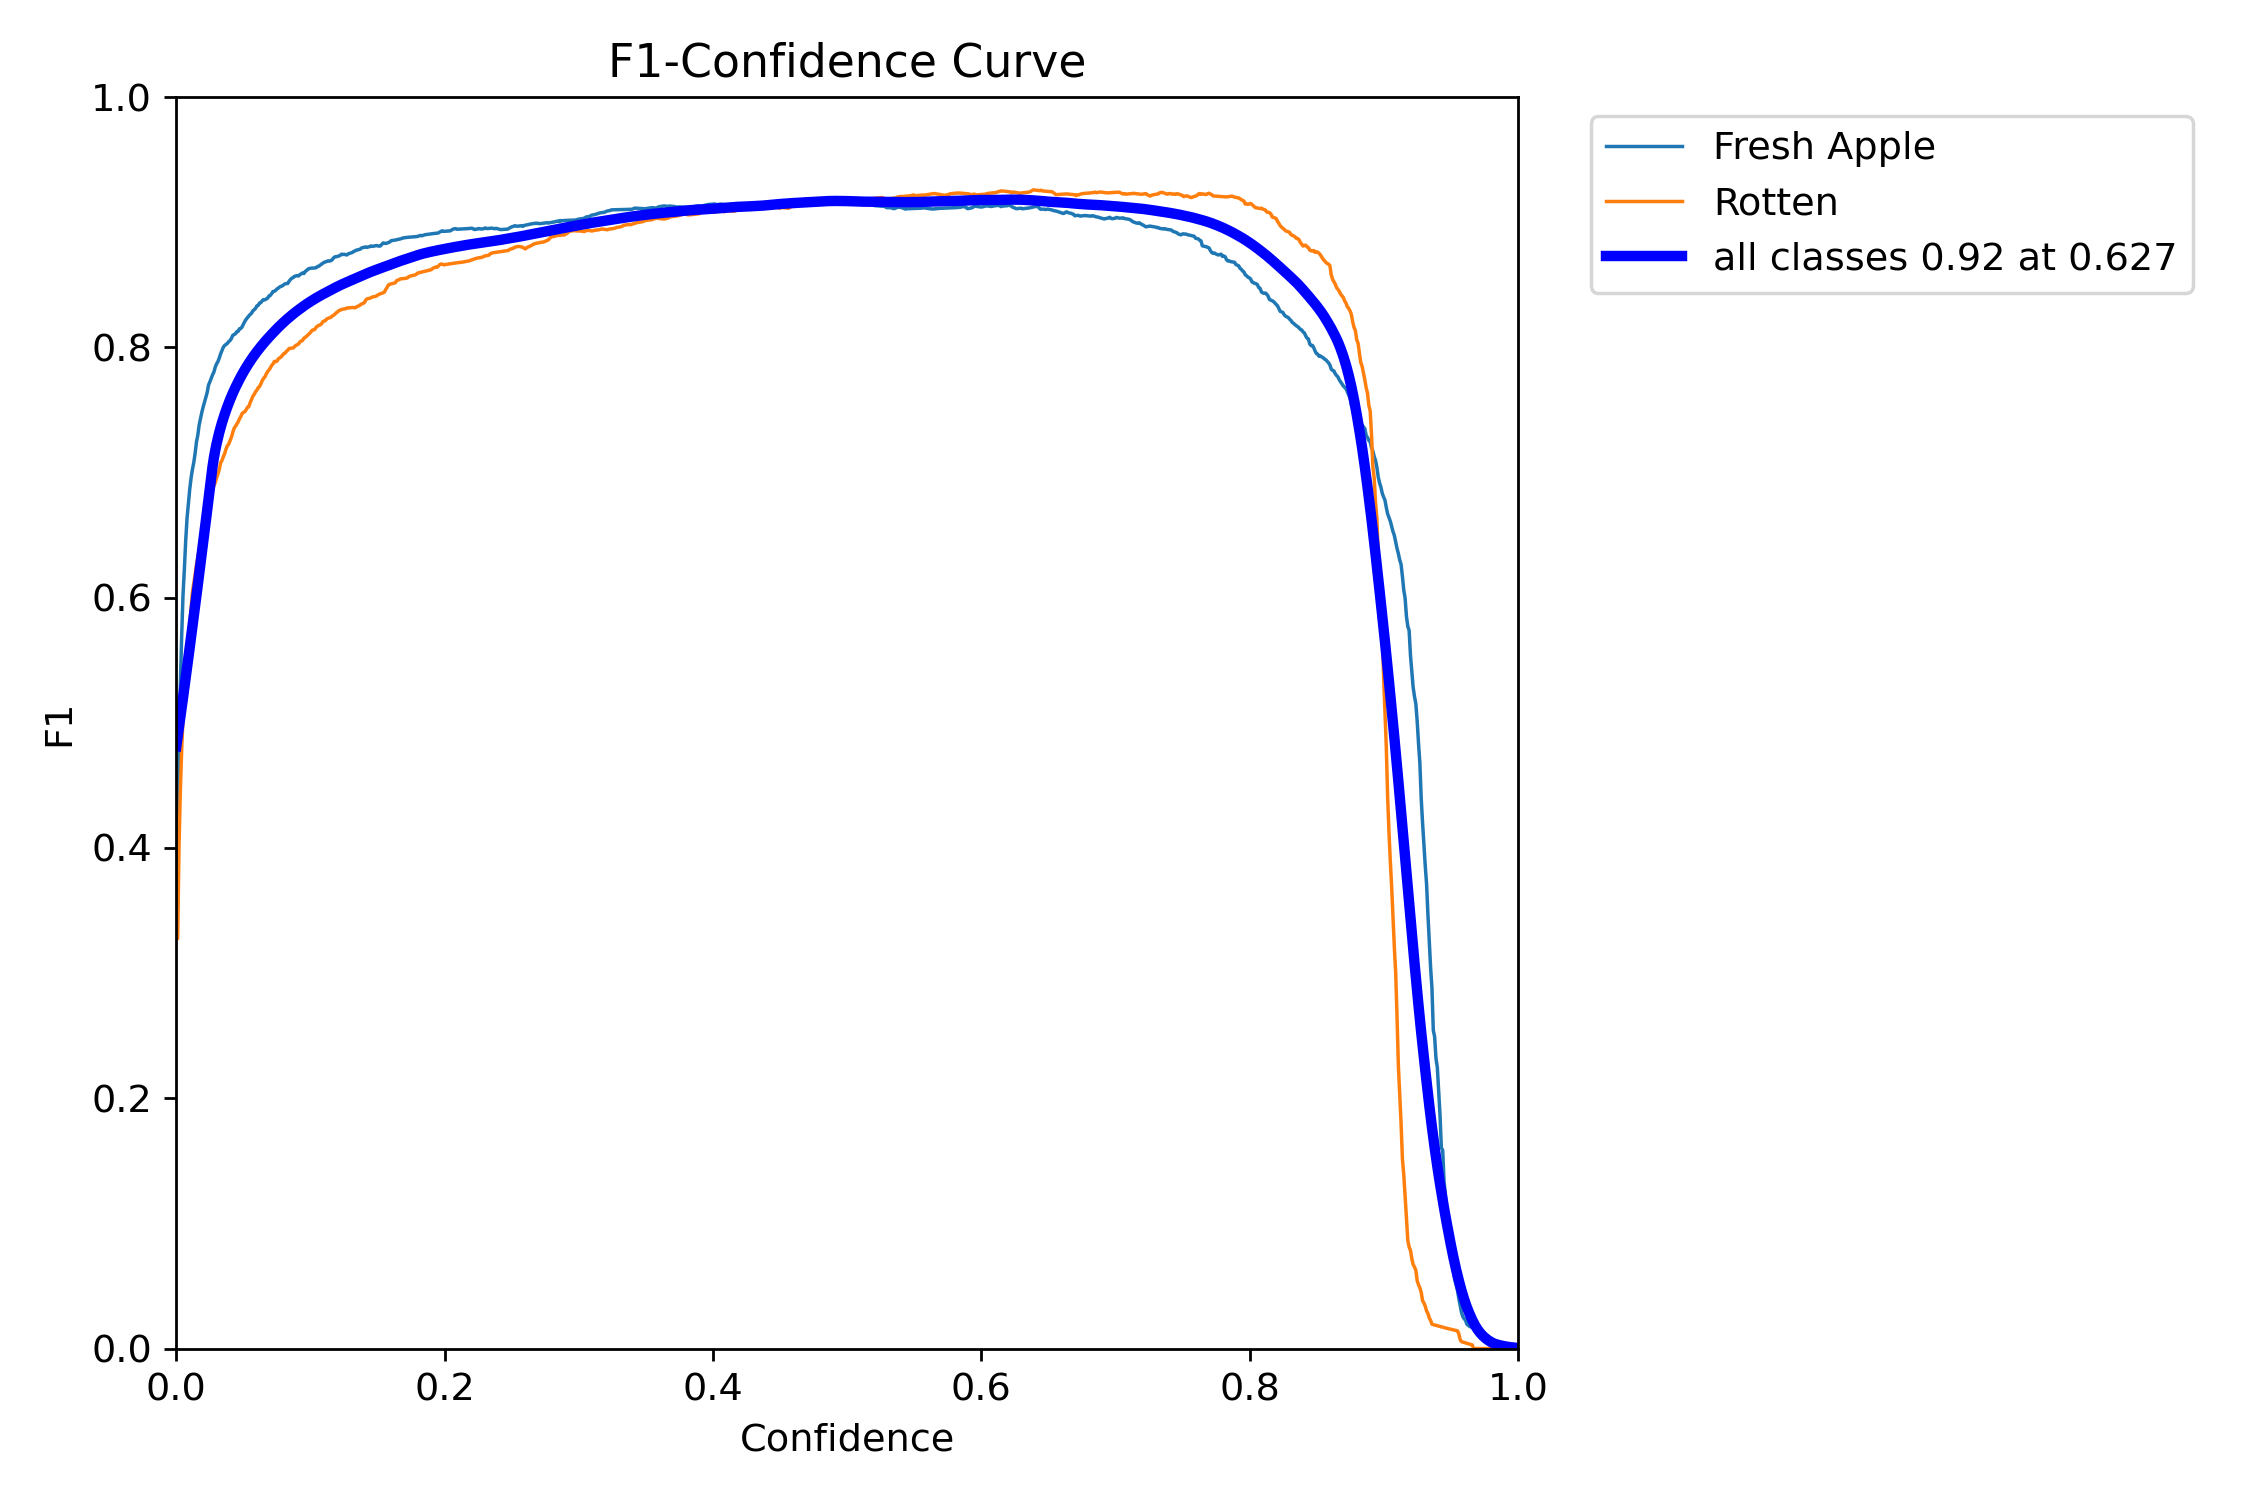 F1-Confidence Curve
1.0
0.8
0.6
0.4
0.2
0.0
F1
0.0 0.2 0.4 0.6 0.8 1.0
Confidence
Fresh Apple
Rotten
all classes 0.92 at 0.627